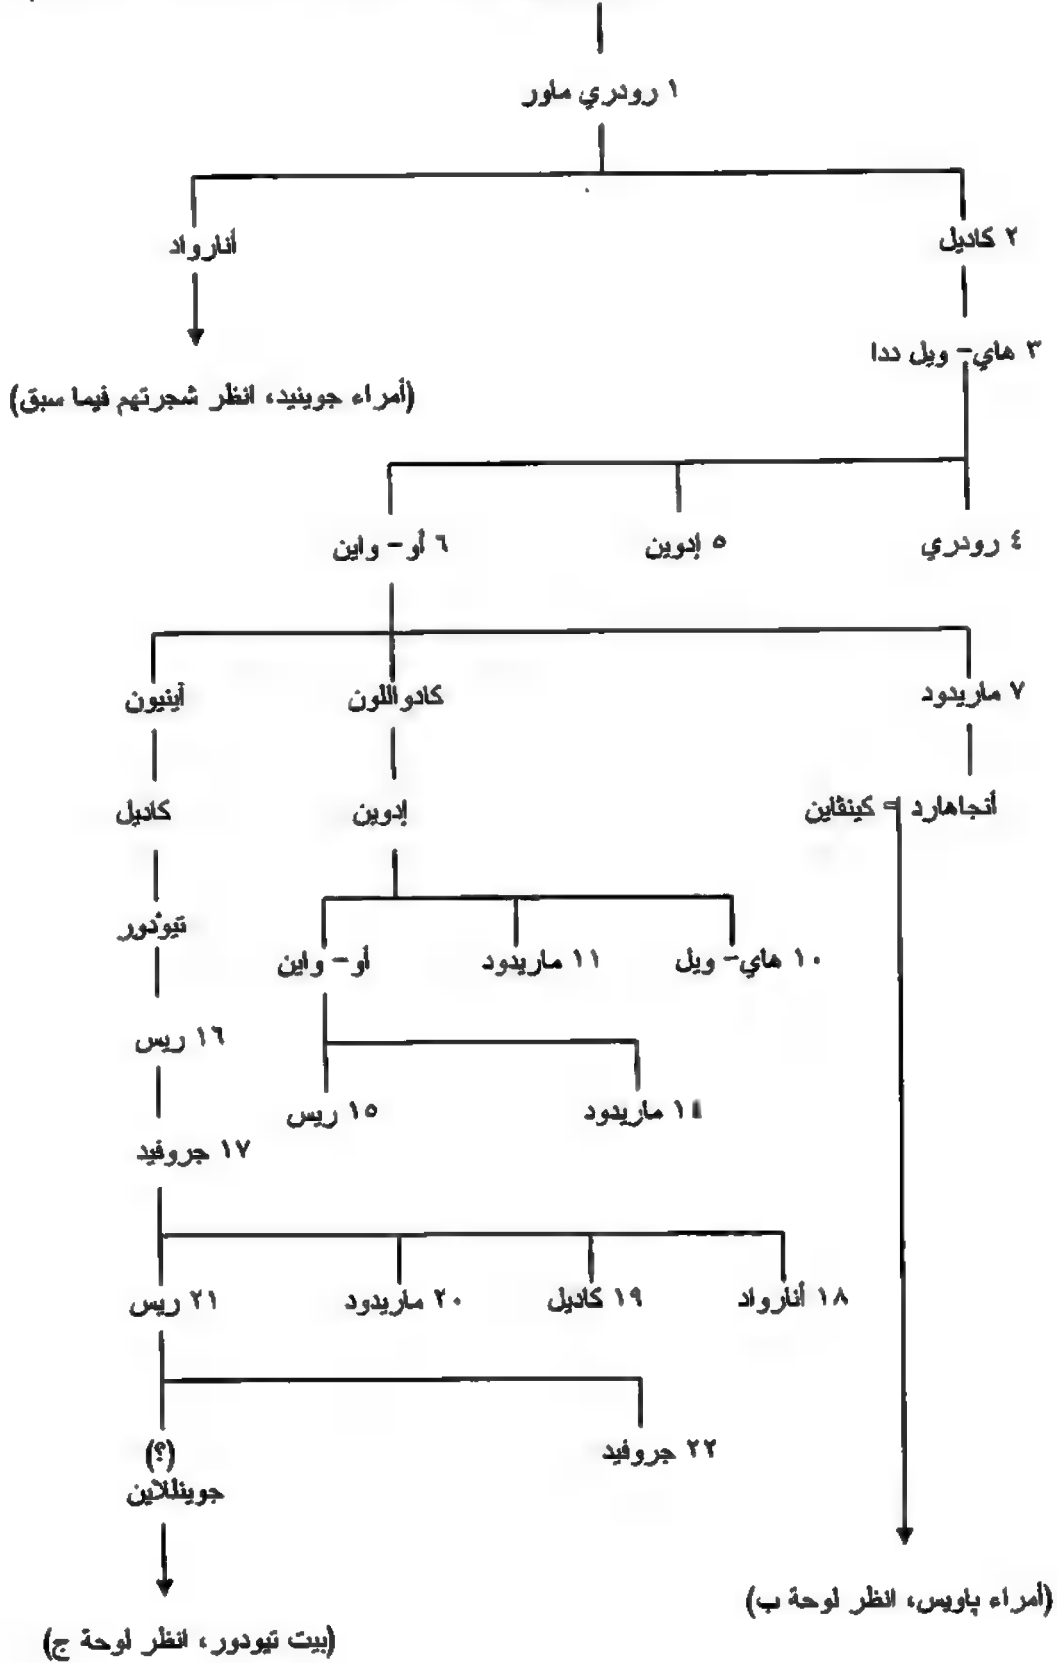 ١ رودري ماور
٢ كاديل
أنارواد
٣ هاي- ويل ددا
(أمراء جوينيد، انظر شجرتهم فيما سبق)
٤ رودري
٥ إدوين
٦ أو- واين
٧ ماريدود
كادواللون
أينيون
أنجاهارد = كينڤاين
إدوين
كاديل
تيودور
١٠ هاي- ويل
١١ ماريدود
أو- واين
١٦ ريس
١٤ ماريدود
١٥ ريس
١٧ جروفيد
١٨ أنارواد
١٩ كاديل
٢٠ ماريدود
٢١ ريس
٢٢ جروفيد
(؟)
جوينللاين
(أمراء پاويس، انظر لوحة ب)
(بيت تيودور، انظر لوحة ج)